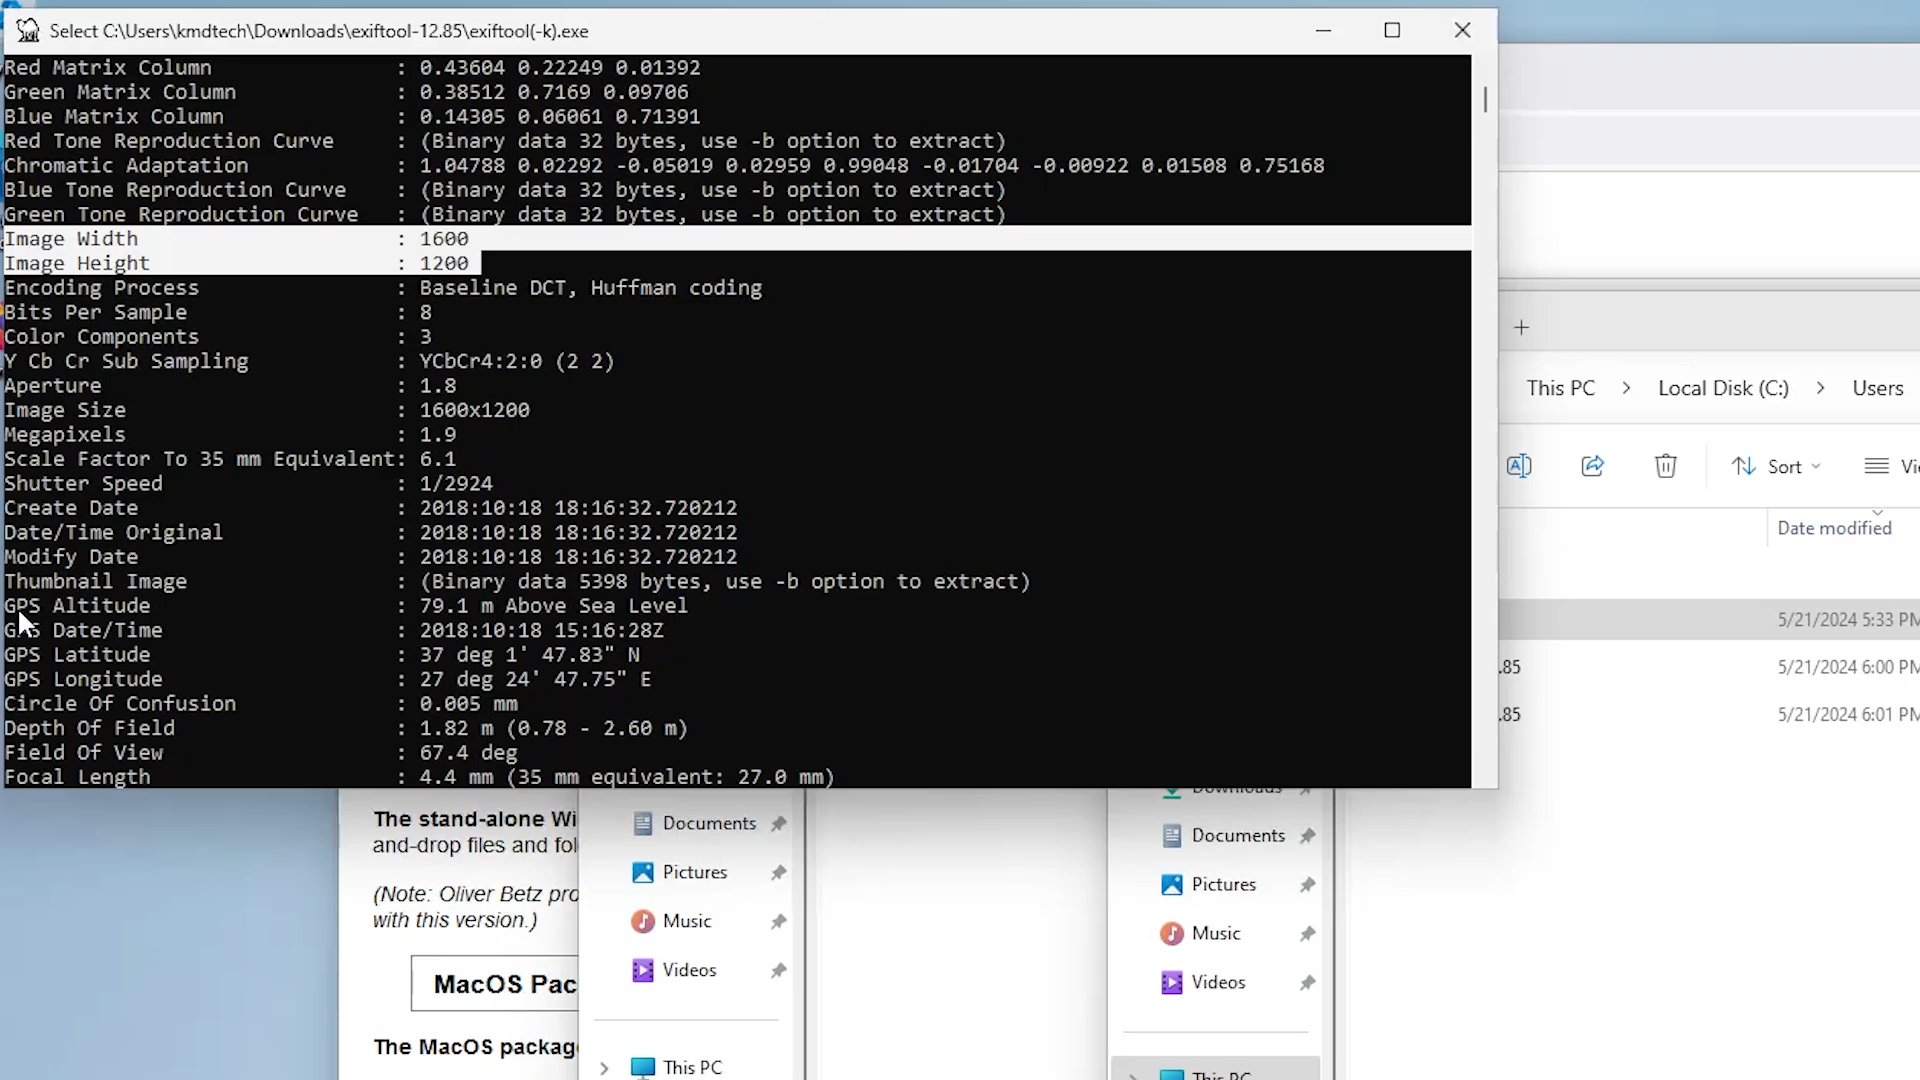 Select C:\Users\kmdtech\Downloads\exiftool-12.85\exiftool(-k).exe
Red Matrix Column : 0.43604 0.22249 0.01392
Green Matrix Column : 0.38512 0.7169 0.09706
Blue Matrix Column : 0.14305 0.06061 0.71391
Red Tone Reproduction Curve : (Binary data 32 bytes, use -b option to extract)
Chromatic Adaptation : 1.04788 0.02292 -0.05019 0.02959 0.99048 -0.01704 -0.00922 0.01508 0.75168
Blue Tone Reproduction Curve : (Binary data 32 bytes, use -b option to extract)
Green Tone Reproduction Curve : (Binary data 32 bytes, use -b option to extract)
Image Width : 1600
Image Height : 1200
Encoding Process : Baseline DCT, Huffman coding
Bits Per Sample : 8
Color Components : 3
Y Cb Cr Sub Sampling : YCbCr4:2:0 (2 2)
Aperture : 1.8
Image Size : 1600x1200
Megapixels : 1.9
Scale Factor To 35 mm Equivalent: 6.1
Shutter Speed : 1/2924
Create Date : 2018:10:18 18:16:32.720212
Date/Time Original : 2018:10:18 18:16:32.720212
Modify Date : 2018:10:18 18:16:32.720212
Thumbnail Image : (Binary data 5398 bytes, use -b option to extract)
GPS Altitude : 79.1 m Above Sea Level
GPS Date/Time : 2018:10:18 15:16:28Z
GPS Latitude : 37 deg 1' 47.83" N
GPS Longitude : 27 deg 24' 47.75" E
Circle Of Confusion : 0.005 mm
Depth Of Field : 1.82 m (0.78 - 2.60 m)
Field Of View : 67.4 deg
Focal Length : 4.4 mm (35 mm equivalent: 27.0 mm)
This PC > Local Disk (C:) > Users
Sort
Date modified
5/21/2024 5:33 PM
.85 5/21/2024 6:00 PM
.85 5/21/2024 6:01 PM
The stand-alone Wi
and-drop files and fol
(Note: Oliver Betz pro
with this version.)
MacOS Pac
The MacOS package
Documents
Pictures
Music
Videos
This PC
Downloads
Documents
Pictures
Music
Videos
This PC